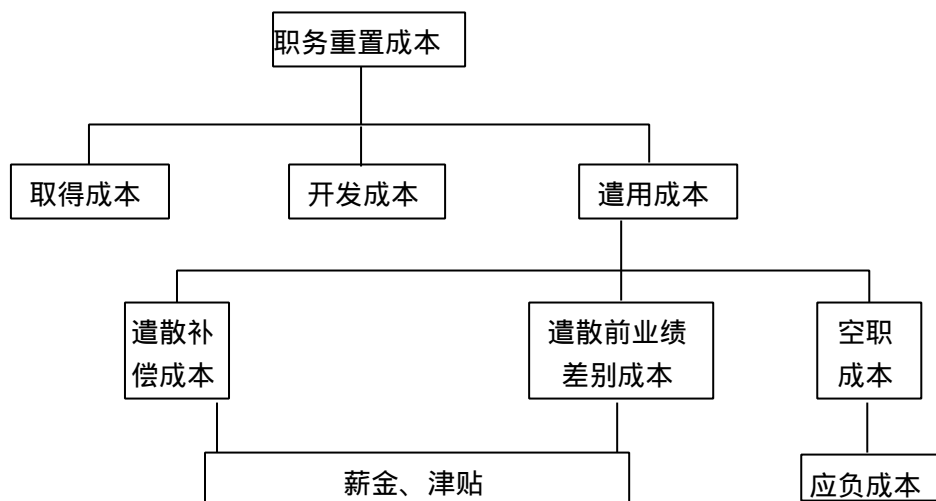 职务重置成本
取得成本
开发成本
遣用成本
遣散补
偿成本
遣散前业绩
差别成本
空职
成本
薪金、津贴
应负成本